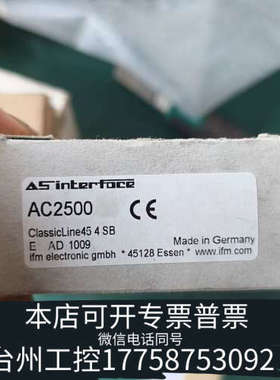 AS interface
AC2500 CE
ClassicLine45 4 SB
E AD 1009 Made in Germany
ifm electronic gmbh * 45128 Essen * www.ifm.com
本店可开专票普票
微信电话同号
台州工控17758753092